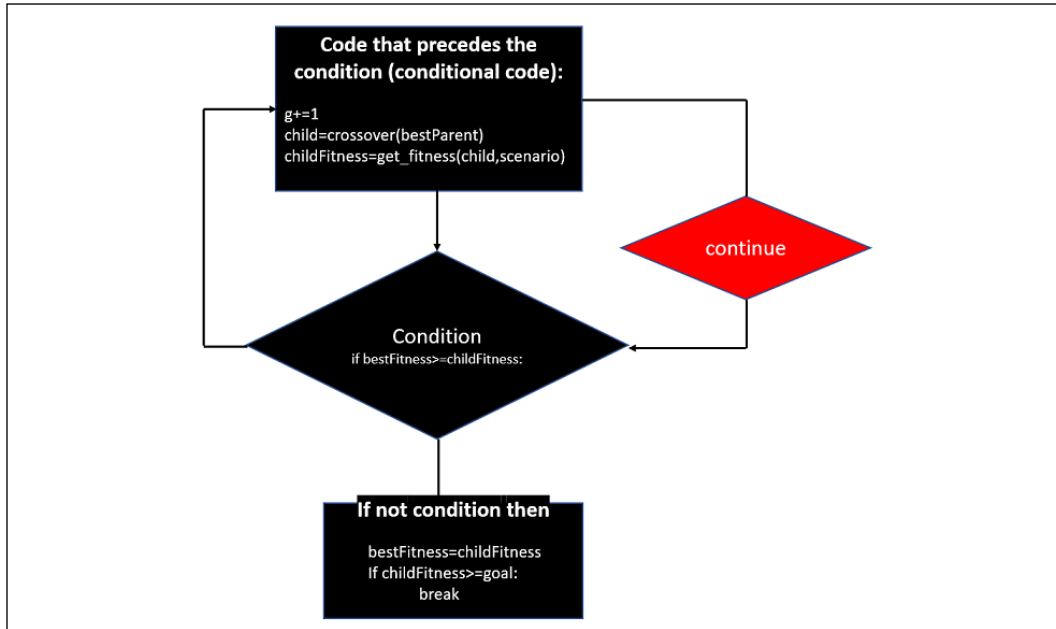 Code that precedes the
condition (conditional code):
g+=1
child=crossover(bestParent)
childFitness=get_fitness(child,scenario)
continue
Condition
if bestFitness>=childFitness:
If not condition then
bestFitness=childFitness
If childFitness>=goal:
break